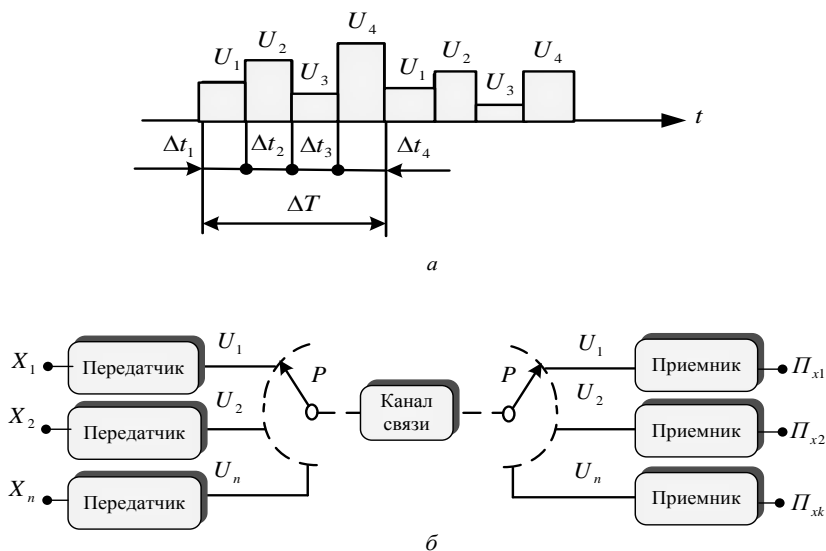 U₁ U₂ U₃ U₄ U₁ U₂ U₃ U₄
t
Δt₁ Δt₂ Δt₃ Δt₄
ΔT
а
X₁ Передатчик U₁
X₂ Передатчик U₂
Xₙ Передатчик Uₙ
P
Канал
связи
P
U₁ Приемник Пₓ₁
U₂ Приемник Пₓ₂
Uₙ Приемник Пₓₖ
б